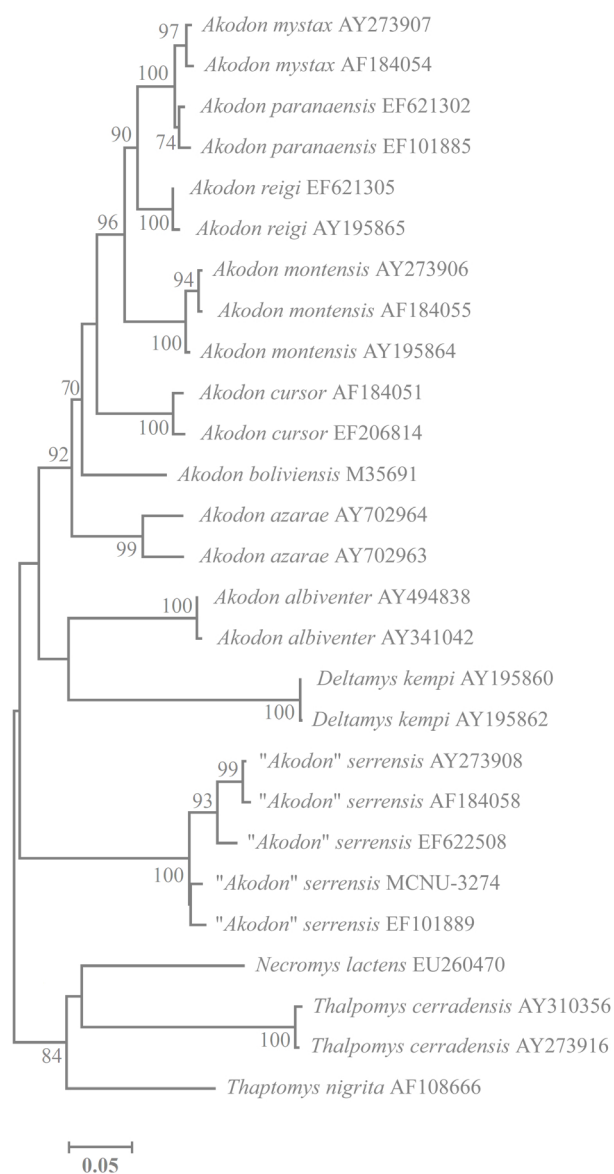 97
Akodon mystax AY273907
Akodon mystax AF184054
100
Akodon paranaensis EF621302
90
74
Akodon paranaensis EF101885
Akodon reigi EF621305
96
100
Akodon reigi AY195865
Akodon montensis AY273906
94
Akodon montensis AF184055
100
Akodon montensis AY195864
70
Akodon cursor AF184051
100
Akodon cursor EF206814
92
Akodon boliviensis M35691
Akodon azarae AY702964
99
Akodon azarae AY702963
100
Akodon albiventer AY494838
Akodon albiventer AY341042
Deltamys kempi AY195860
100
Deltamys kempi AY195862
99
"Akodon" serrensis AY273908
93
"Akodon" serrensis AF184058
"Akodon" serrensis EF622508
100
"Akodon" serrensis MCNU-3274
"Akodon" serrensis EF101889
Necromys lactens EU260470
Thalpomys cerradensis AY310356
100
Thalpomys cerradensis AY273916
84
Thaptomys nigrita AF108666
0.05